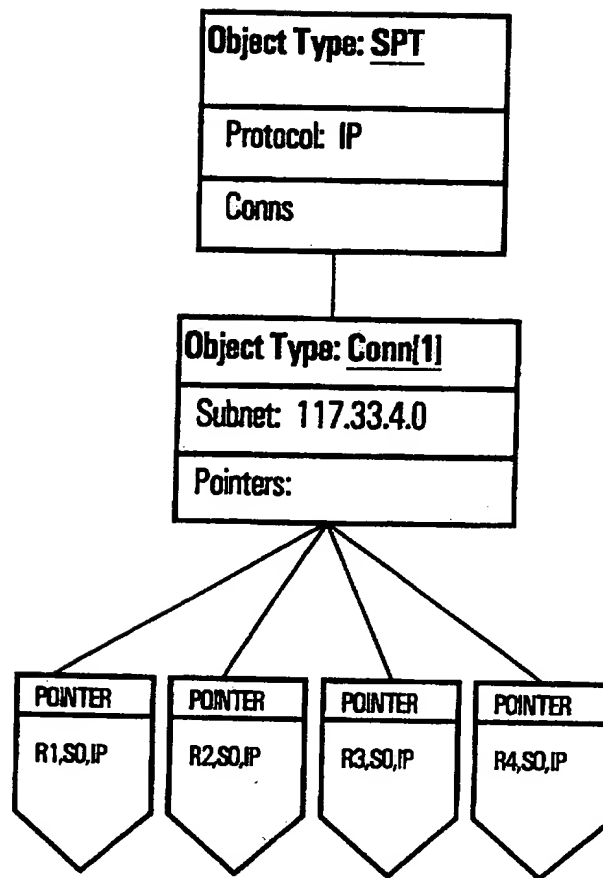 Object Type: SPT
Protocol: IP
Conns
Object Type: Conn[1]
Subnet: 117.33.4.0
Pointers:
POINTER POINTER POINTER POINTER
R1,S0,IP R2,S0,IP R3,S0,IP R4,S0,IP